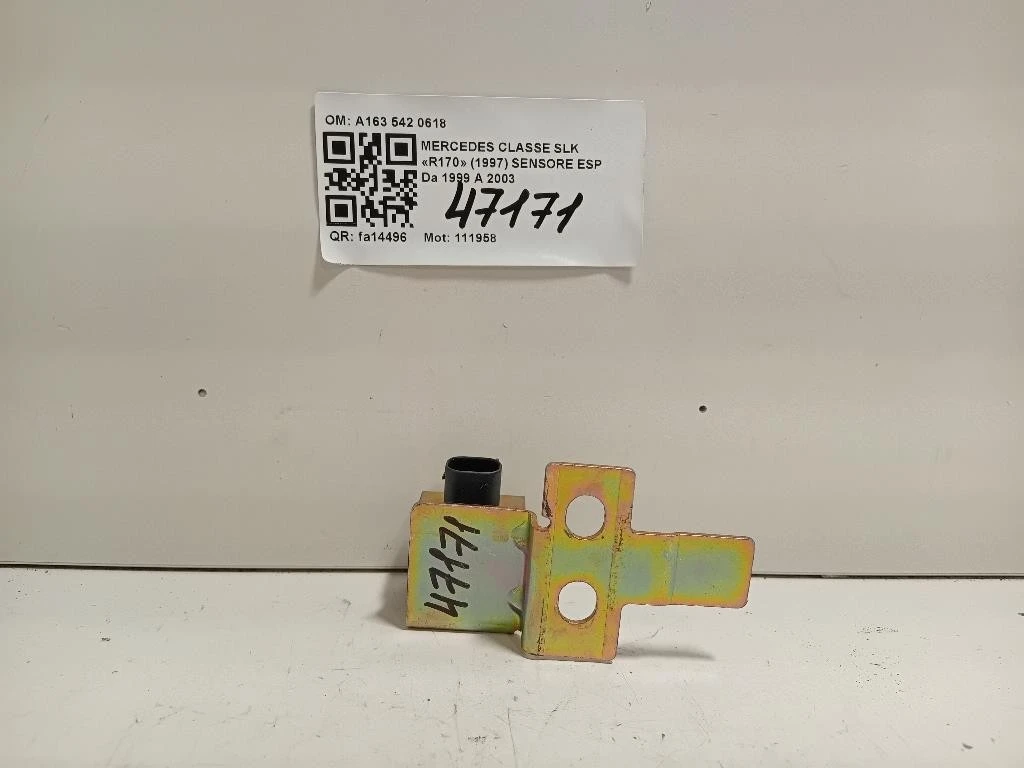 OM: A163 542 0618
MERCEDES CLASSE SLK
«R170» (1997) SENSORE ESP
Da 1999 A 2003
47171
QR: fa14496 Mot: 111958
47171